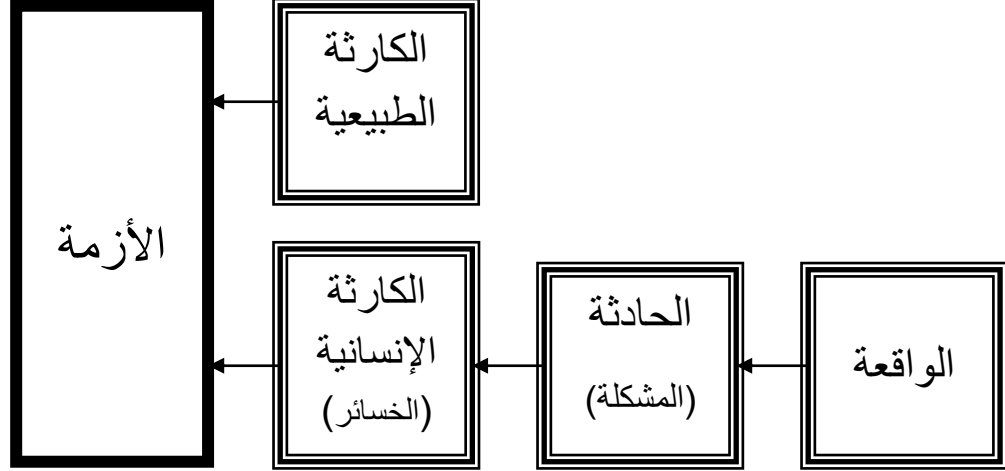 الكارثة
الطبيعية
الأزمة
الواقعة
الحادثة
(المشكلة)
الكارثة
الإنسانية
(الخسائر)